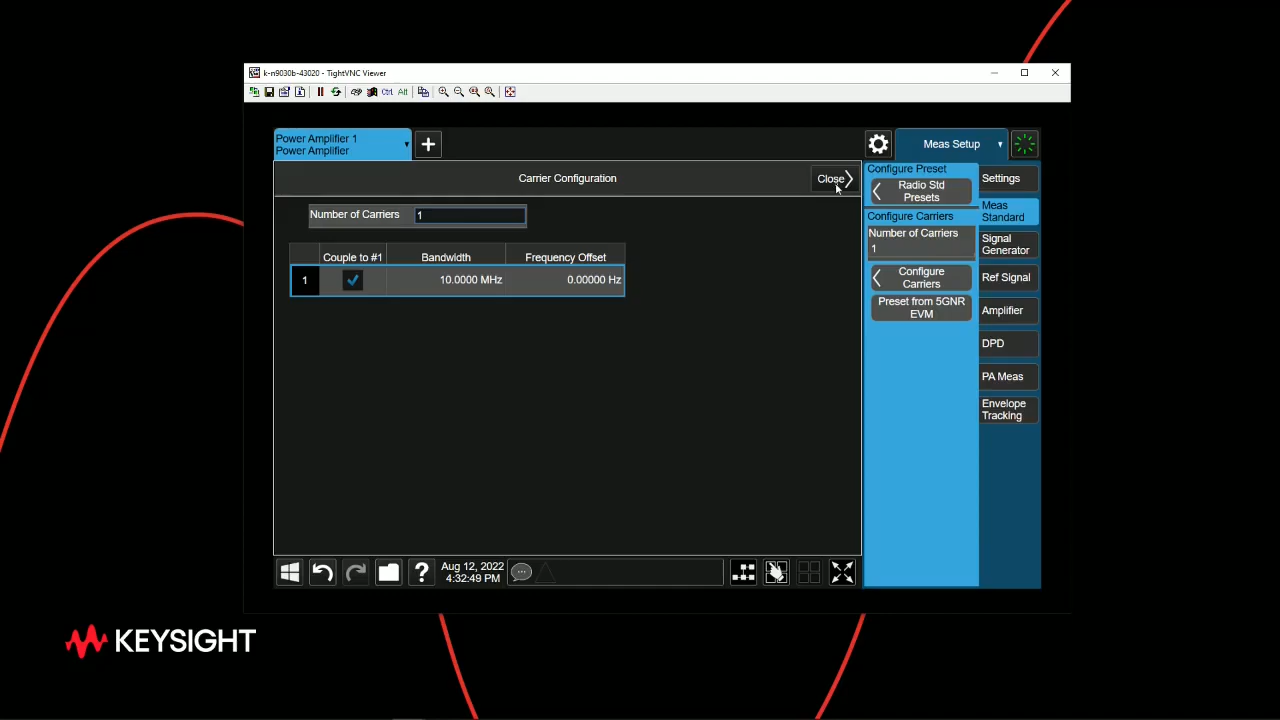 k-n9030b-43020 - TightVNC Viewer
Ctrl Alt
Power Amplifier 1
Power Amplifier
Meas Setup
Carrier Configuration
Close
Number of Carriers 1
Couple to #1 Bandwidth Frequency Offset
1 10.0000 MHz 0.00000 Hz
Configure Preset
Radio Std
Presets
Configure Carriers
Number of Carriers
1
Configure
Carriers
Preset from 5GNR
EVM
Settings
Meas
Standard
Signal
Generator
Ref Signal
Amplifier
DPD
PA Meas
Envelope
Tracking
?
Aug 12, 2022
4:32:49 PM
KEYSIGHT